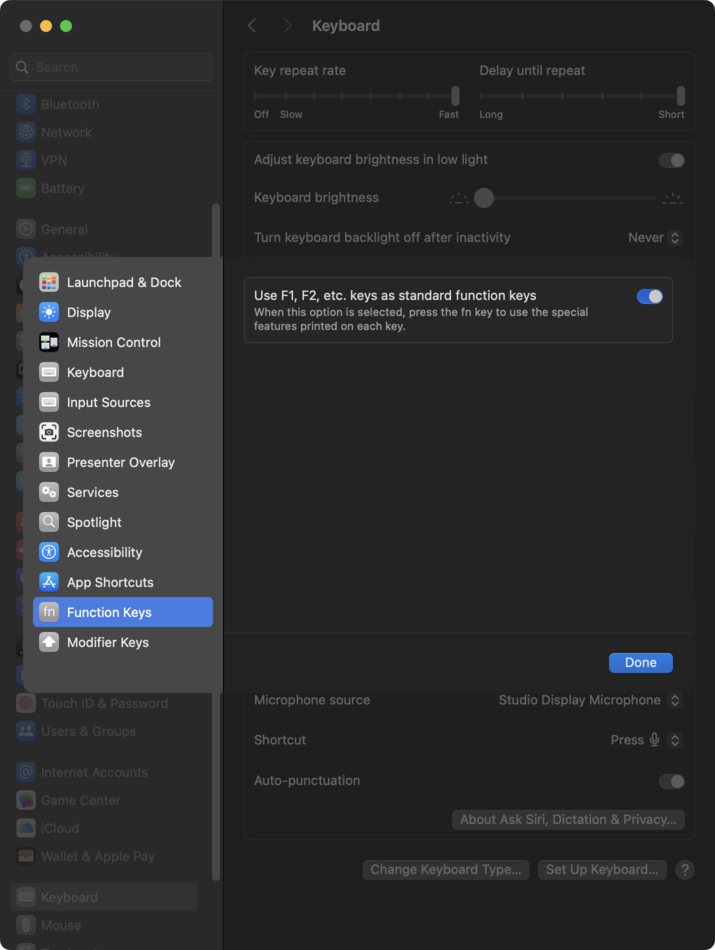 Keyboard
Search
Bluetooth
Network
VPN
Battery
General
Accessibility
Key repeat rate
Delay until repeat
Off Slow Fast
Long Short
Adjust keyboard brightness in low light
Keyboard brightness
Turn keyboard backlight off after inactivity Never
Launchpad & Dock
Display
Mission Control
Keyboard
Input Sources
Screenshots
Presenter Overlay
Services
Spotlight
Accessibility
App Shortcuts
fn Function Keys
Modifier Keys
Use F1, F2, etc. keys as standard function keys
When this option is selected, press the fn key to use the special
features printed on each key.
Done
Touch ID & Password
Users & Groups
Internet Accounts
Game Center
iCloud
Wallet & Apple Pay
Keyboard
Mouse
Microphone source Studio Display Microphone
Shortcut Press
Auto-punctuation
About Ask Siri, Dictation & Privacy...
Change Keyboard Type... Set Up Keyboard... ?